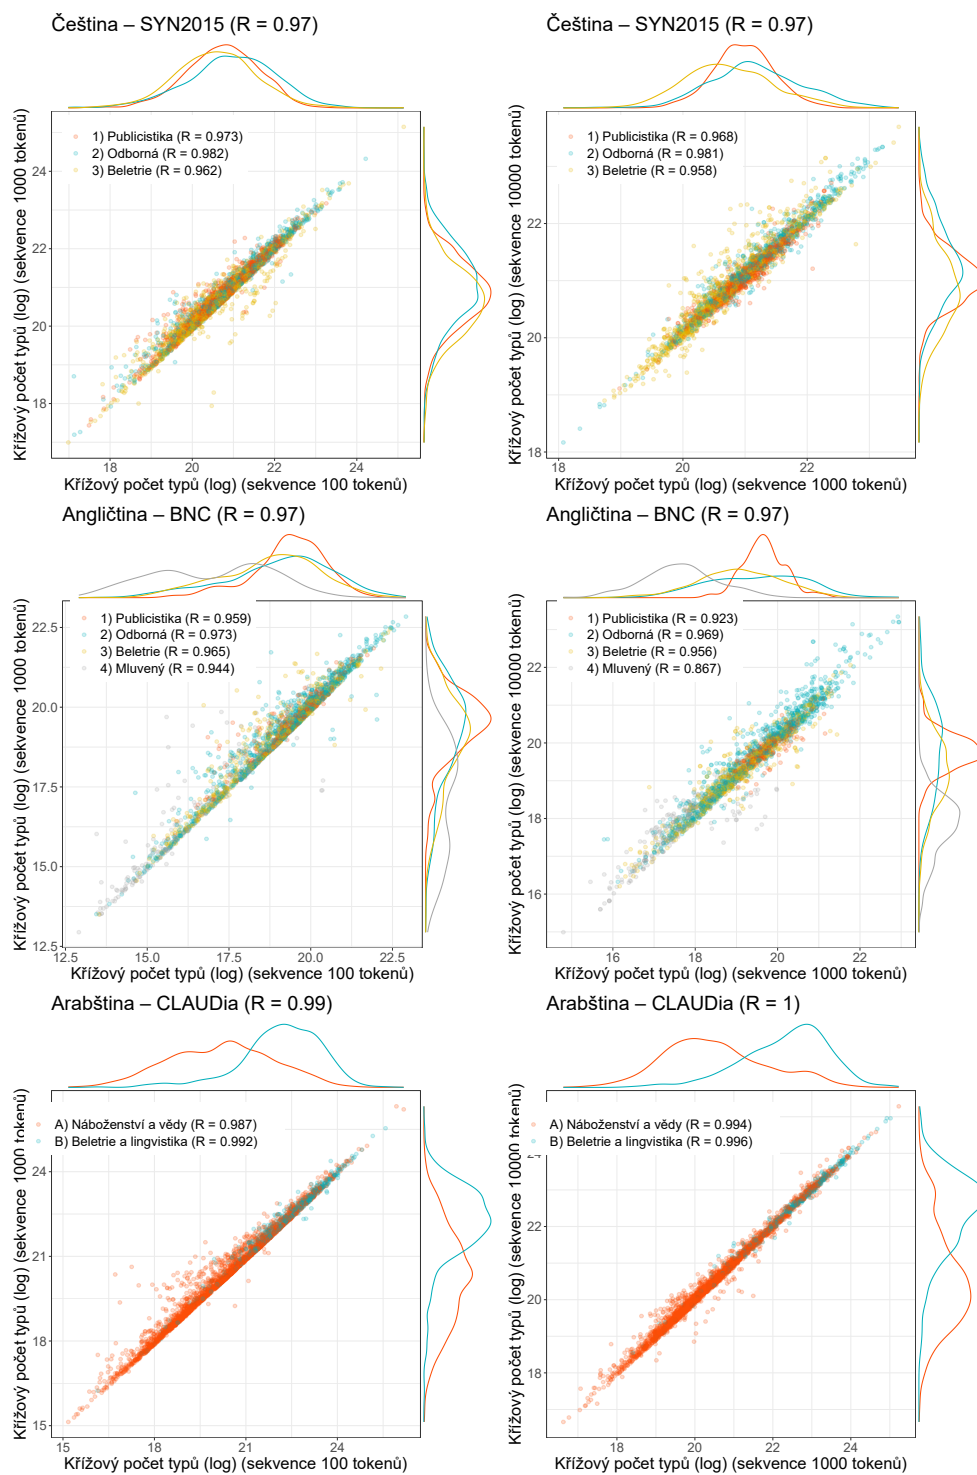 Čeština – SYN2015 (R = 0.97)
Křížový počet typů (log) (sekvence 1000 tokenů)
1) Publicistika (R = 0.973)
2) Odborná (R = 0.982)
3) Beletrie (R = 0.962)
24
22
20
18
18 20 22 24
Křížový počet typů (log) (sekvence 100 tokenů)
Čeština – SYN2015 (R = 0.97)
Křížový počet typů (log) (sekvence 10000 tokenů)
1) Publicistika (R = 0.968)
2) Odborná (R = 0.981)
3) Beletrie (R = 0.958)
22
20
18
18 20 22
Křížový počet typů (log) (sekvence 1000 tokenů)
Angličtina – BNC (R = 0.97)
Křížový počet typů (log) (sekvence 1000 tokenů)
1) Publicistika (R = 0.959)
2) Odborná (R = 0.973)
3) Beletrie (R = 0.965)
4) Mluvený (R = 0.944)
22.5
20.0
17.5
15.0
12.5
12.5 15.0 17.5 20.0 22.5
Křížový počet typů (log) (sekvence 100 tokenů)
Angličtina – BNC (R = 0.97)
Křížový počet typů (log) (sekvence 10000 tokenů)
1) Publicistika (R = 0.923)
2) Odborná (R = 0.969)
3) Beletrie (R = 0.956)
4) Mluvený (R = 0.867)
22
20
18
16
16 18 20 22
Křížový počet typů (log) (sekvence 1000 tokenů)
Arabština – CLAUDia (R = 0.99)
Křížový počet typů (log) (sekvence 1000 tokenů)
A) Náboženství a vědy (R = 0.987)
B) Beletrie a lingvistika (R = 0.992)
24
21
18
15
15 18 21 24
Křížový počet typů (log) (sekvence 100 tokenů)
Arabština – CLAUDia (R = 1)
Křížový počet typů (log) (sekvence 10000 tokenů)
A) Náboženství a vědy (R = 0.994)
B) Beletrie a lingvistika (R = 0.996)
24
22
20
18
18 20 22 24
Křížový počet typů (log) (sekvence 1000 tokenů)